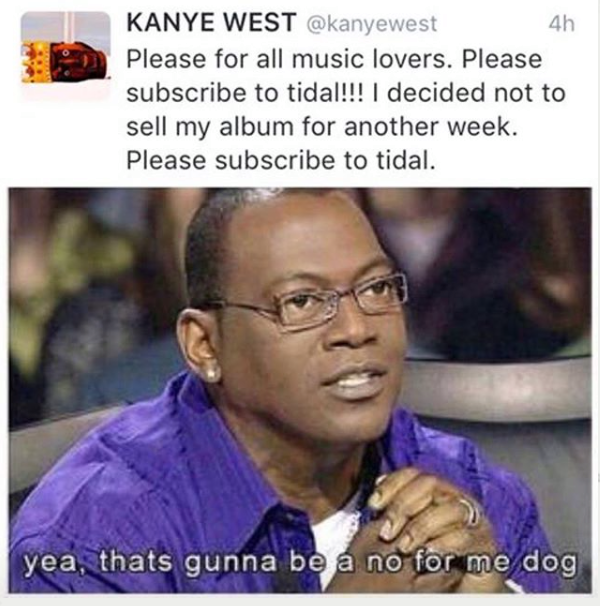 KANYE WEST @kanyewest 4h
Please for all music lovers. Please
subscribe to tidal!!! I decided not to
sell my album for another week.
Please subscribe to tidal.
yea, thats gunna be a no for me dog